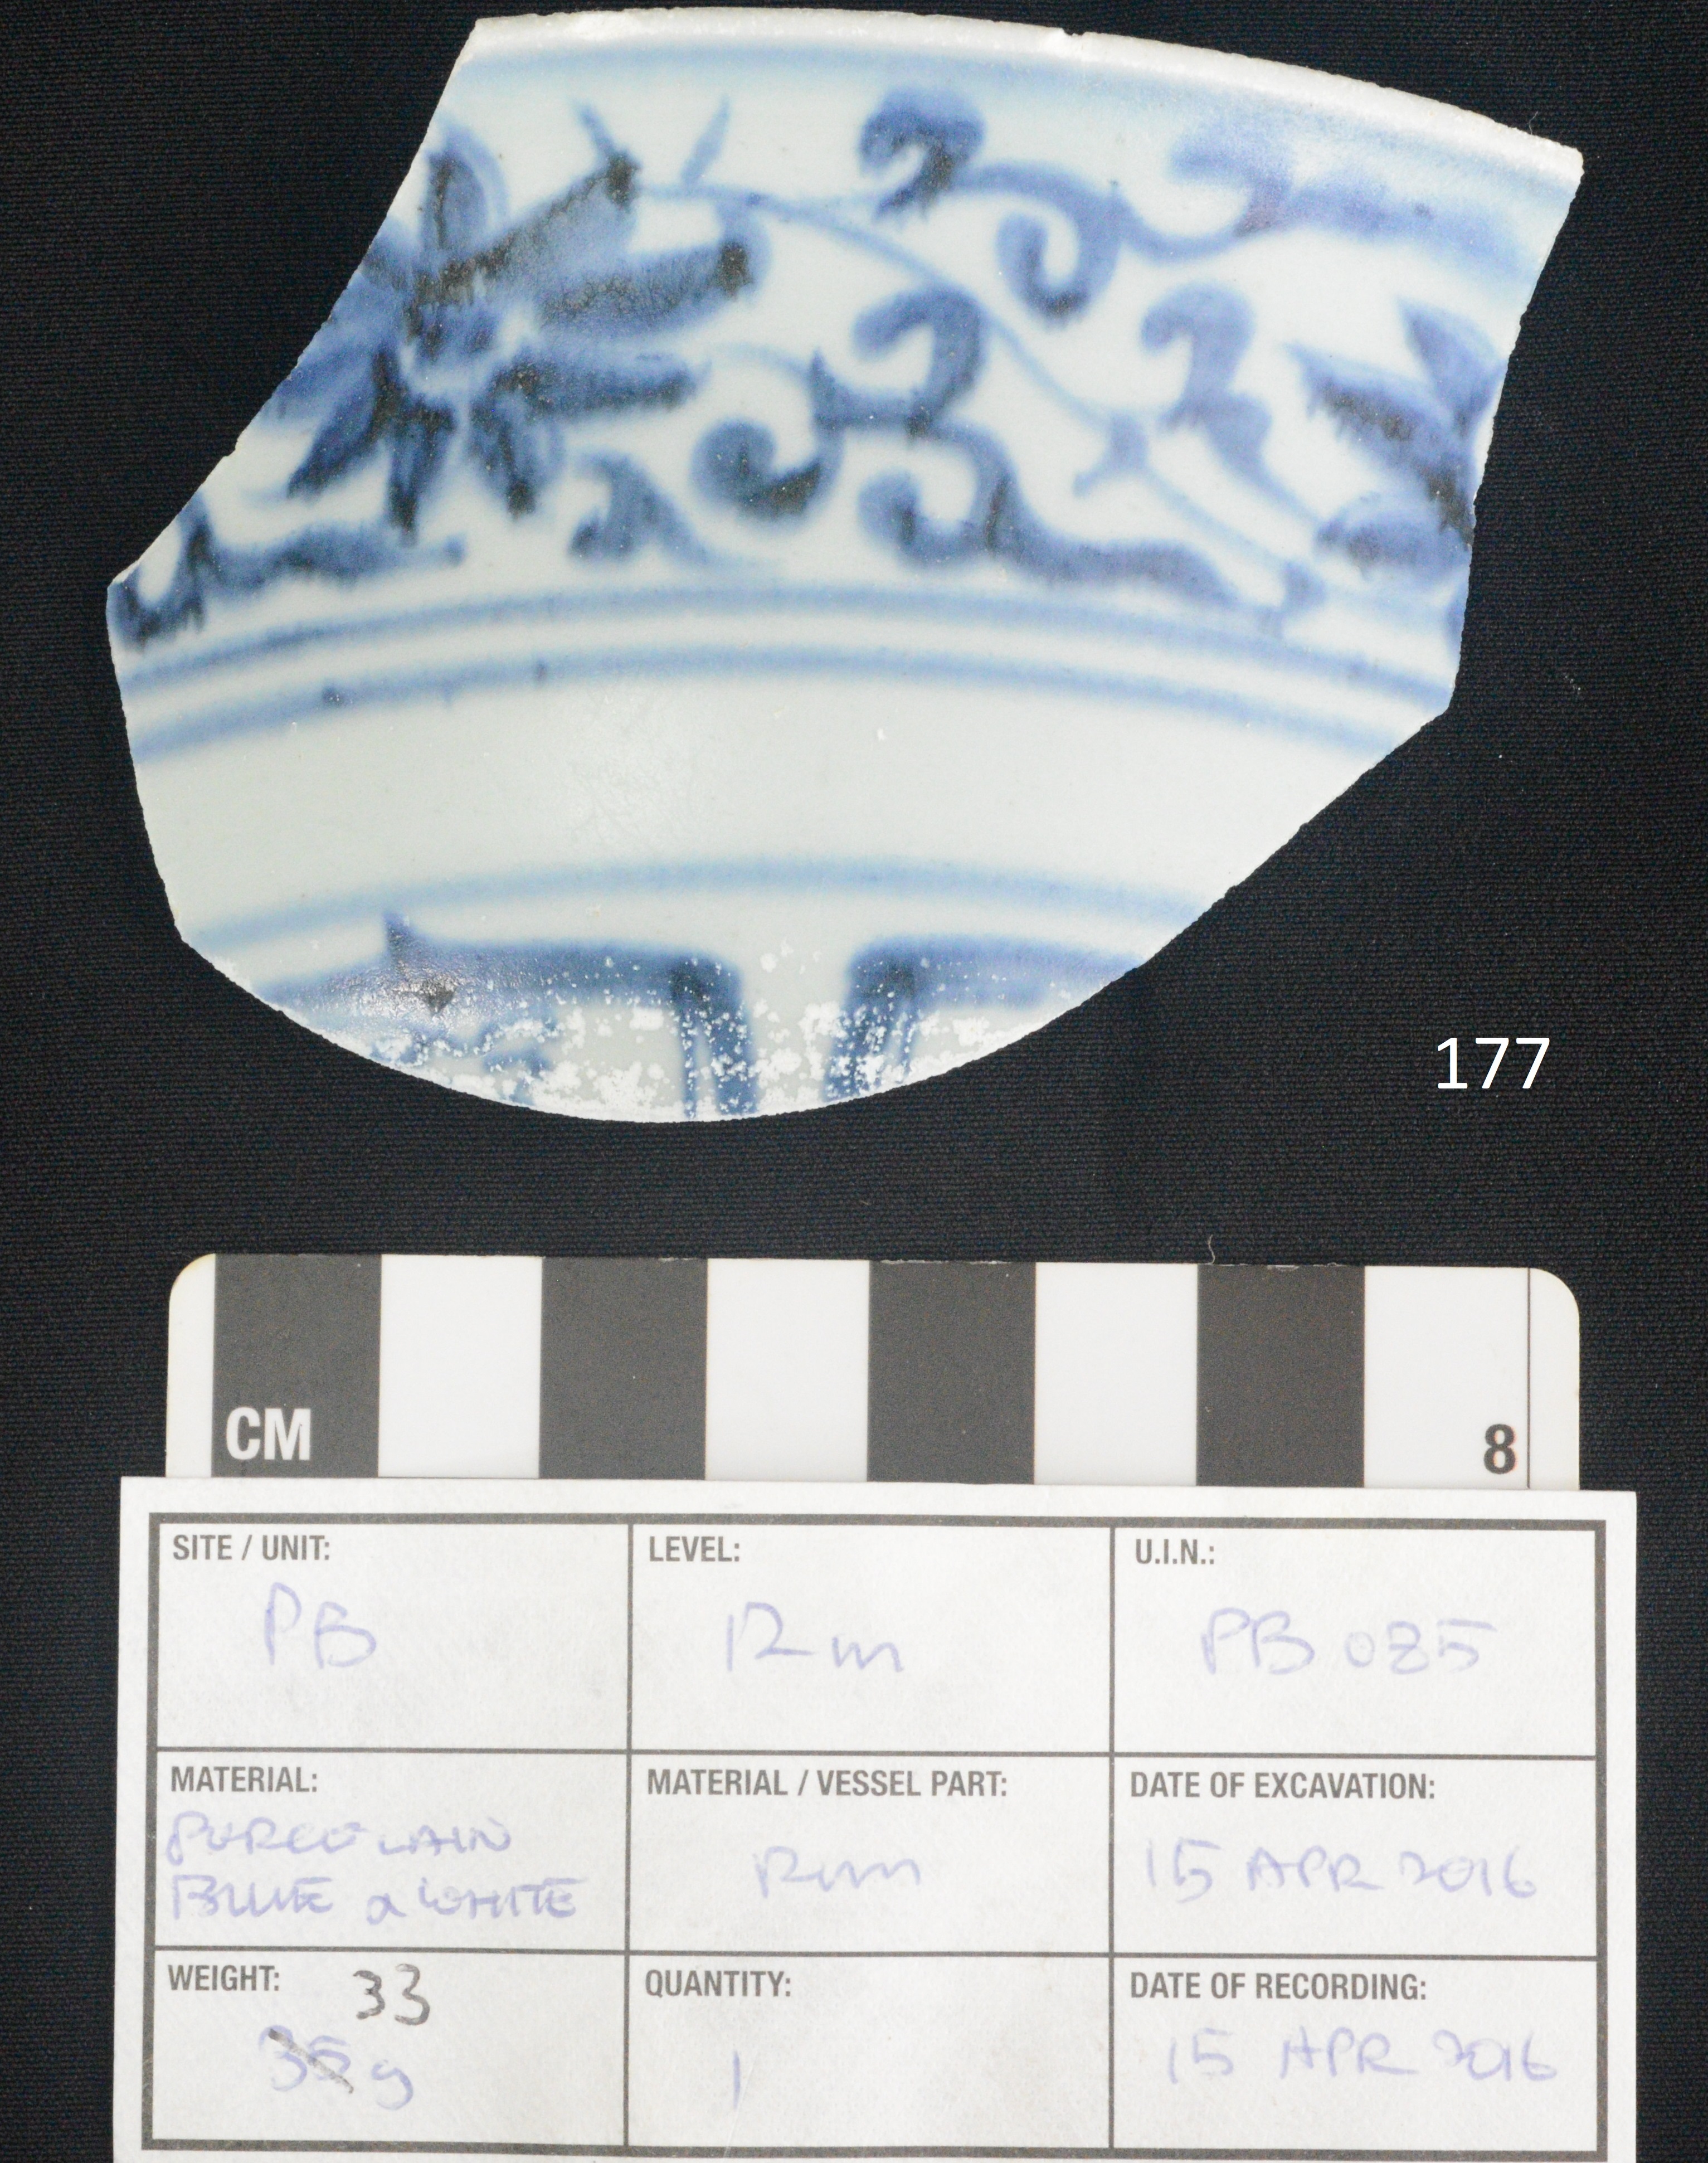 177
CM
8
SITE / UNIT:
PB
LEVEL:
Rm
U.I.N.:
PB 085
MATERIAL:
PORCELAIN
BLUE & WHITE
MATERIAL / VESSEL PART:
Rim
DATE OF EXCAVATION:
15 APR 2016
WEIGHT:
33
35 g
QUANTITY:
1
DATE OF RECORDING:
15 APR 2016